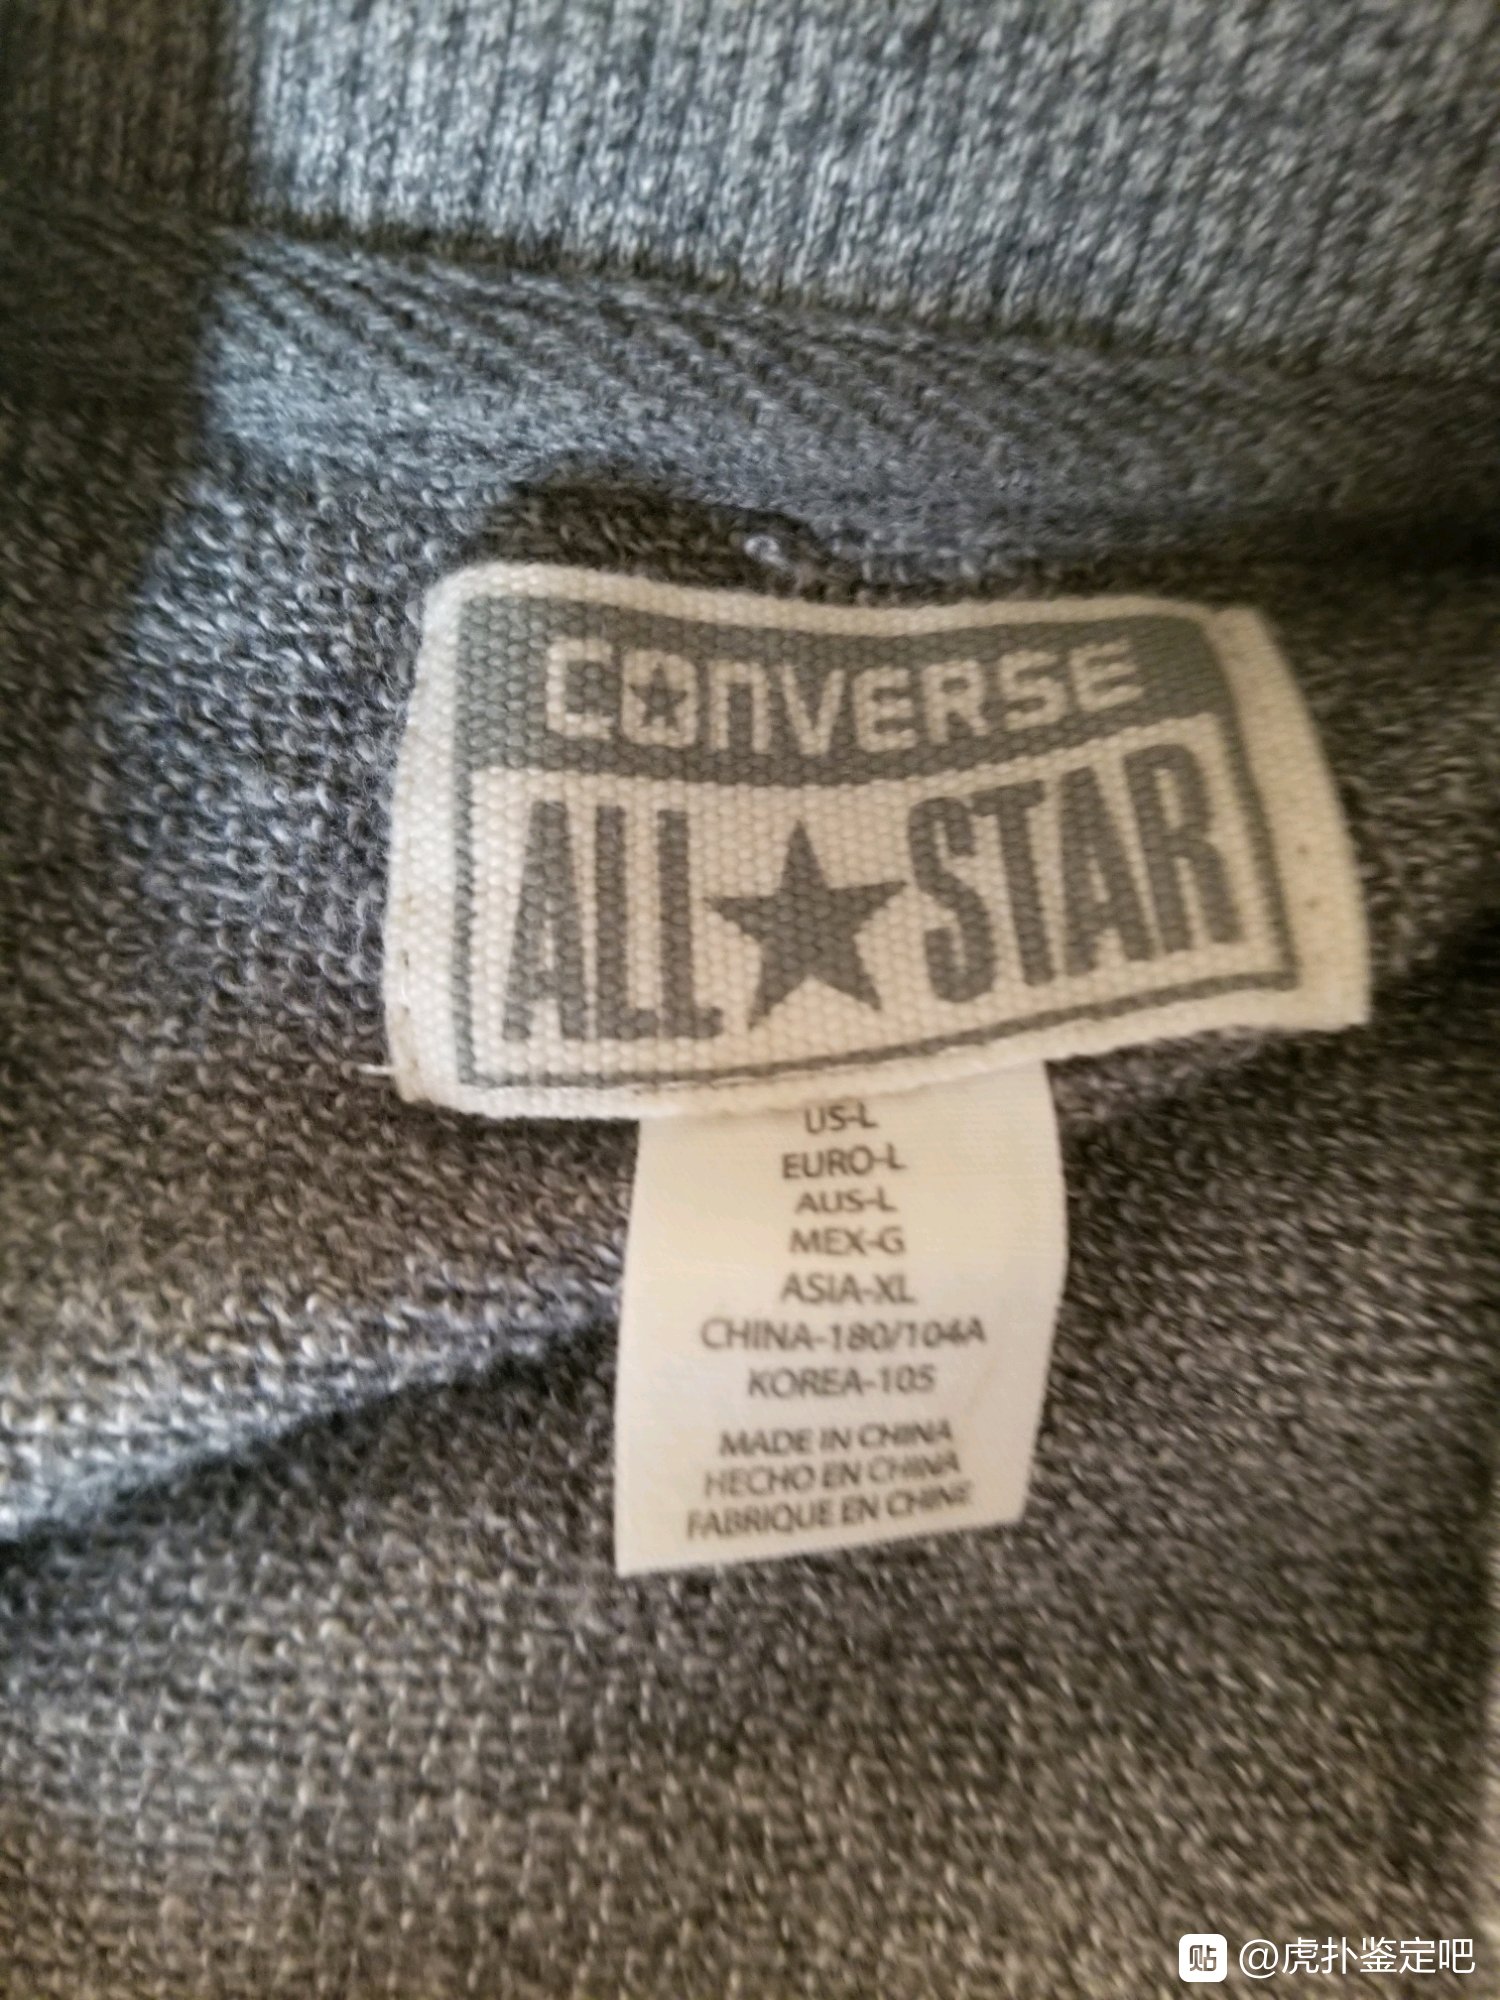 CONVERSE
ALL★STAR
US-L
EURO-L
AUS-L
MEX-G
ASIA-XL
CHINA-180/104A
KOREA-105
MADE IN CHINA
HECHO EN CHINA
FABRIQUE EN CHINE
贴 @虎扑鉴定吧